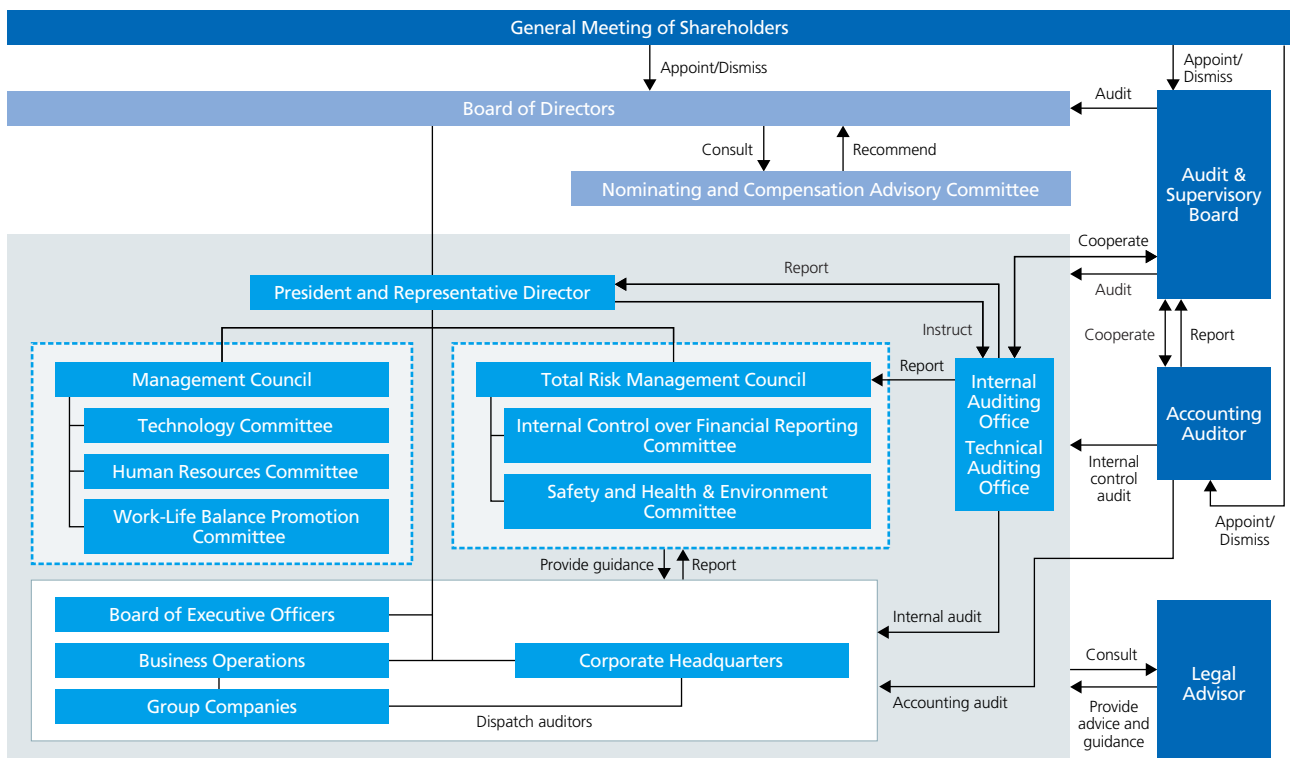 General Meeting of Shareholders
Appoint/Dismiss
Appoint/
Dismiss
Board of Directors
Audit
Consult
Recommend
Nominating and Compensation Advisory Committee
Audit &
Supervisory
Board
Cooperate
Report
Audit
President and Representative Director
Instruct
Cooperate
Report
Management Council
Total Risk Management Council
Report
Internal
Auditing
Office
Technical
Auditing
Office
Accounting
Auditor
Technology Committee
Human Resources Committee
Work-Life Balance Promotion
Committee
Internal Control over Financial Reporting
Committee
Safety and Health & Environment
Committee
Internal
control
audit
Appoint/
Dismiss
Provide guidance
Report
Board of Executive Officers
Internal audit
Business Operations
Corporate Headquarters
Group Companies
Dispatch auditors
Accounting audit
Consult
Legal
Advisor
Provide
advice and
guidance